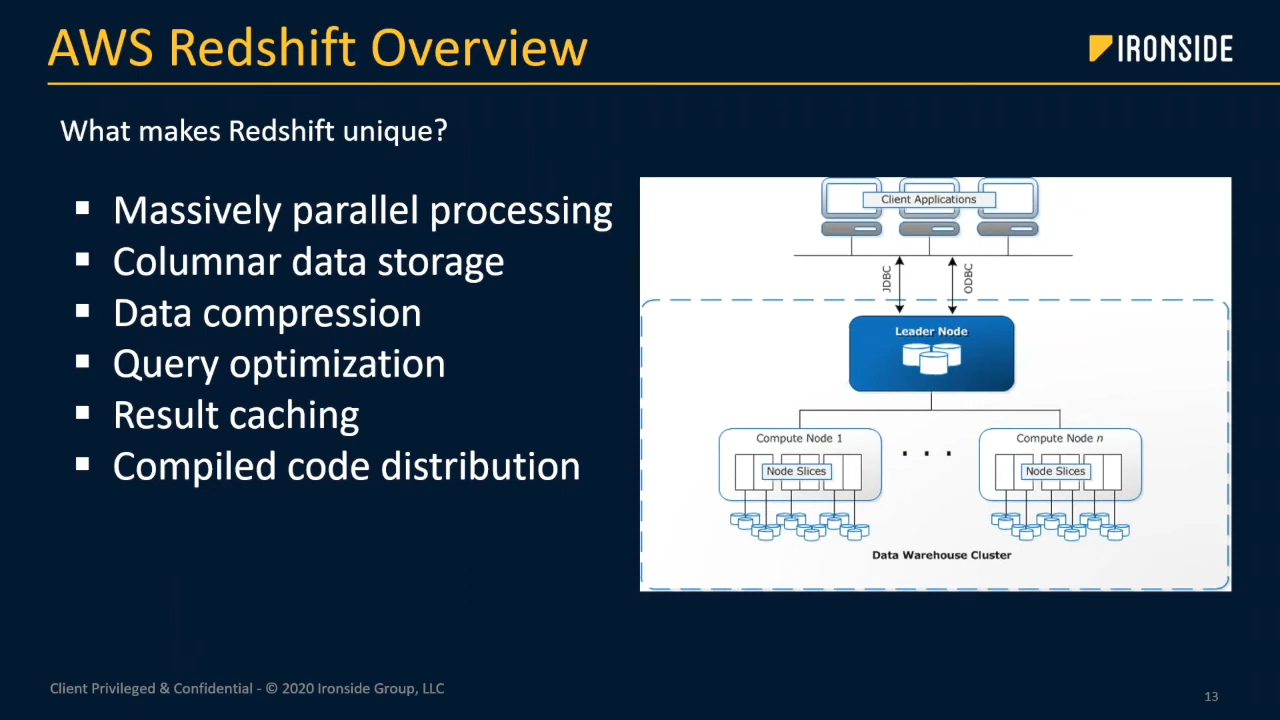 AWS Redshift Overview
IRONSIDE
What makes Redshift unique?
▪ Massively parallel processing
▪ Columnar data storage
▪ Data compression
▪ Query optimization
▪ Result caching
▪ Compiled code distribution
Client Applications
JDBC
ODBC
Leader Node
Compute Node 1
. . .
Compute Node n
Node Slices
Node Slices
Data Warehouse Cluster
Client Privileged & Confidential - © 2020 Ironside Group, LLC
13